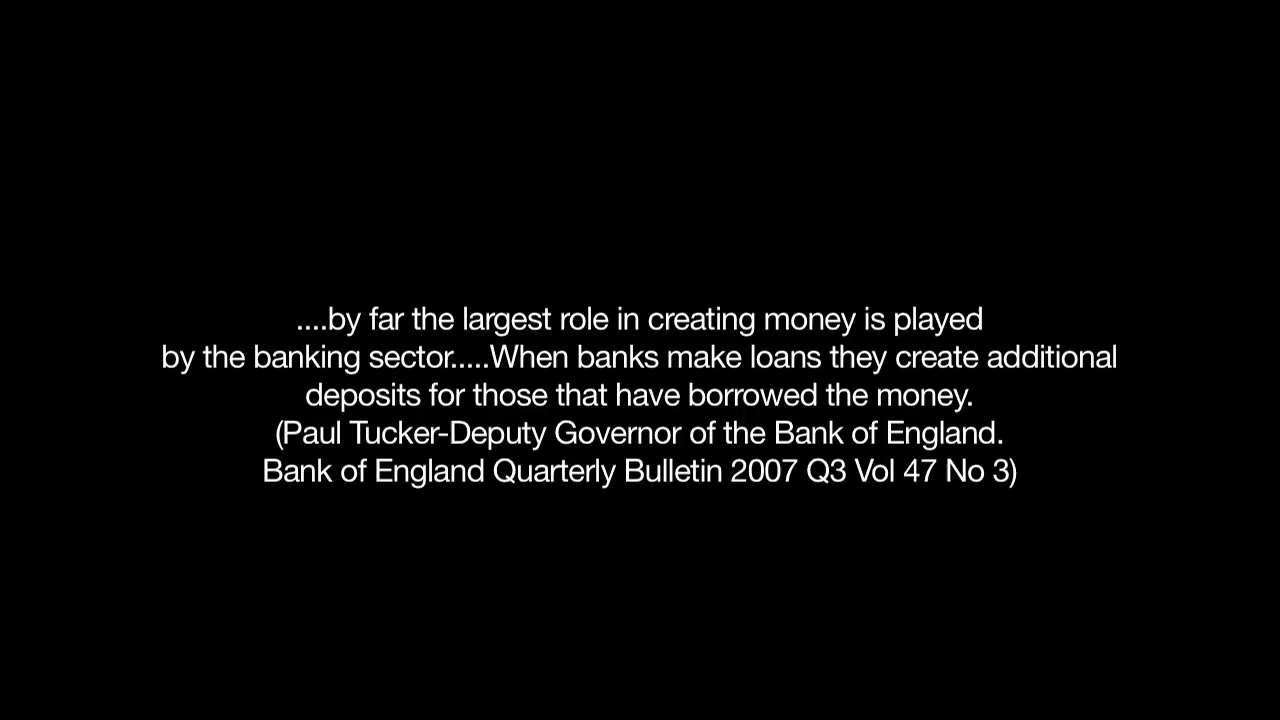 ....by far the largest role in creating money is played
by the banking sector.....When banks make loans they create additional
deposits for those that have borrowed the money.
(Paul Tucker-Deputy Governor of the Bank of England.
Bank of England Quarterly Bulletin 2007 Q3 Vol 47 No 3)